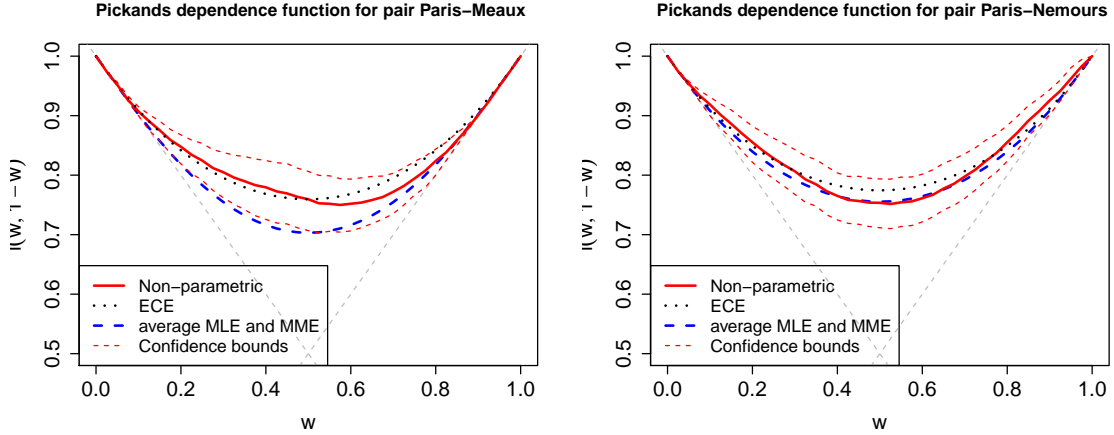 Pickands dependence function for pair Paris−Meaux
1.0
0.9
0.8
0.7
0.6
0.5
l(w, 1 − w)
Non−parametric
ECE
average MLE and MME
Confidence bounds
0.0 0.2 0.4 0.6 0.8 1.0
w
Pickands dependence function for pair Paris−Nemours
1.0
0.9
0.8
0.7
0.6
0.5
l(w, 1 − w)
Non−parametric
ECE
average MLE and MME
Confidence bounds
0.0 0.2 0.4 0.6 0.8 1.0
w